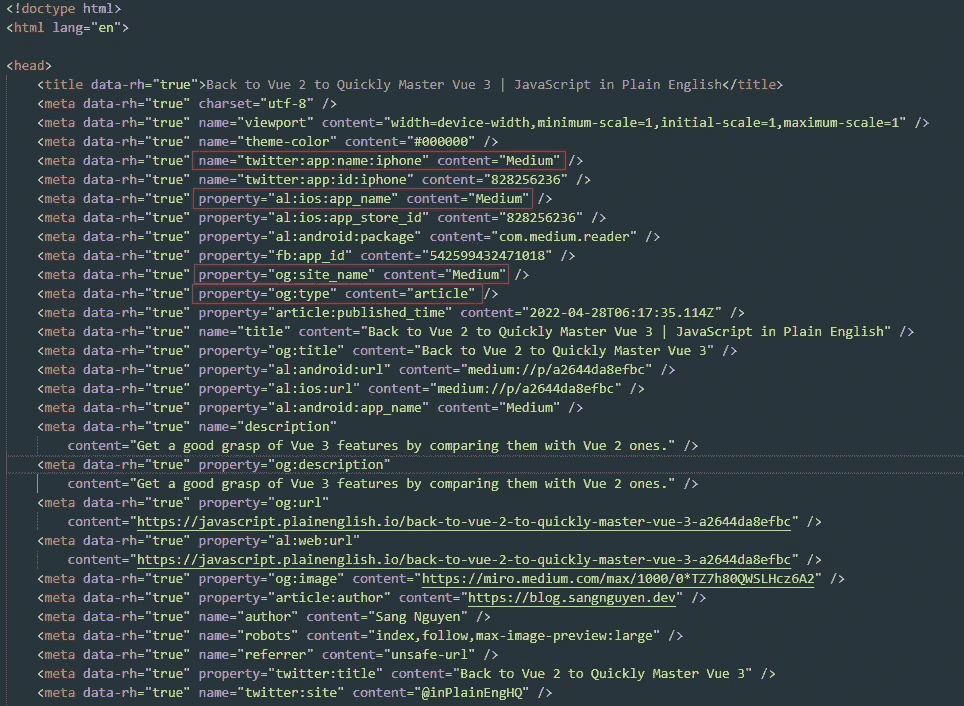 <!doctype html>
<html lang="en">
<head>
<title data-rh="true">Back to Vue 2 to Quickly Master Vue 3 | JavaScript in Plain English</title>
<meta data-rh="true" charset="utf-8" />
<meta data-rh="true" name="viewport" content="width=device-width,minimum-scale=1,initial-scale=1,maximum-scale=1" />
<meta data-rh="true" name="theme-color" content="#000000" />
<meta data-rh="true" name="twitter:app:name:iphone" content="Medium" />
<meta data-rh="true" name="twitter:app:id:iphone" content="828256236" />
<meta data-rh="true" property="al:ios:app_name" content="Medium" />
<meta data-rh="true" property="al:ios:app_store_id" content="828256236" />
<meta data-rh="true" property="al:android:package" content="com.medium.reader" />
<meta data-rh="true" property="fb:app_id" content="542599432471018" />
<meta data-rh="true" property="og:site_name" content="Medium" />
<meta data-rh="true" property="og:type" content="article" />
<meta data-rh="true" property="article:published_time" content="2022-04-28T06:17:35.114Z" />
<meta data-rh="true" name="title" content="Back to Vue 2 to Quickly Master Vue 3 | JavaScript in Plain English" />
<meta data-rh="true" property="og:title" content="Back to Vue 2 to Quickly Master Vue 3" />
<meta data-rh="true" property="al:android:url" content="medium://p/a2644da8efbc" />
<meta data-rh="true" property="al:ios:url" content="medium://p/a2644da8efbc" />
<meta data-rh="true" property="al:android:app_name" content="Medium" />
<meta data-rh="true" name="description"
content="Get a good grasp of Vue 3 features by comparing them with Vue 2 ones." />
<meta data-rh="true" property="og:description"
content="Get a good grasp of Vue 3 features by comparing them with Vue 2 ones." />
<meta data-rh="true" property="og:url"
content="https://javascript.plainenglish.io/back-to-vue-2-to-quickly-master-vue-3-a2644da8efbc" />
<meta data-rh="true" property="al:web:url"
content="https://javascript.plainenglish.io/back-to-vue-2-to-quickly-master-vue-3-a2644da8efbc" />
<meta data-rh="true" property="og:image" content="https://miro.medium.com/max/1000/0*TZ7h80QWSLHcz6A2" />
<meta data-rh="true" property="article:author" content="https://blog.sangnguyen.dev" />
<meta data-rh="true" name="author" content="Sang Nguyen" />
<meta data-rh="true" name="robots" content="index,follow,max-image-preview:large" />
<meta data-rh="true" name="referrer" content="unsafe-url" />
<meta data-rh="true" property="twitter:title" content="Back to Vue 2 to Quickly Master Vue 3" />
<meta data-rh="true" name="twitter:site" content="@inPlainEngHQ" />